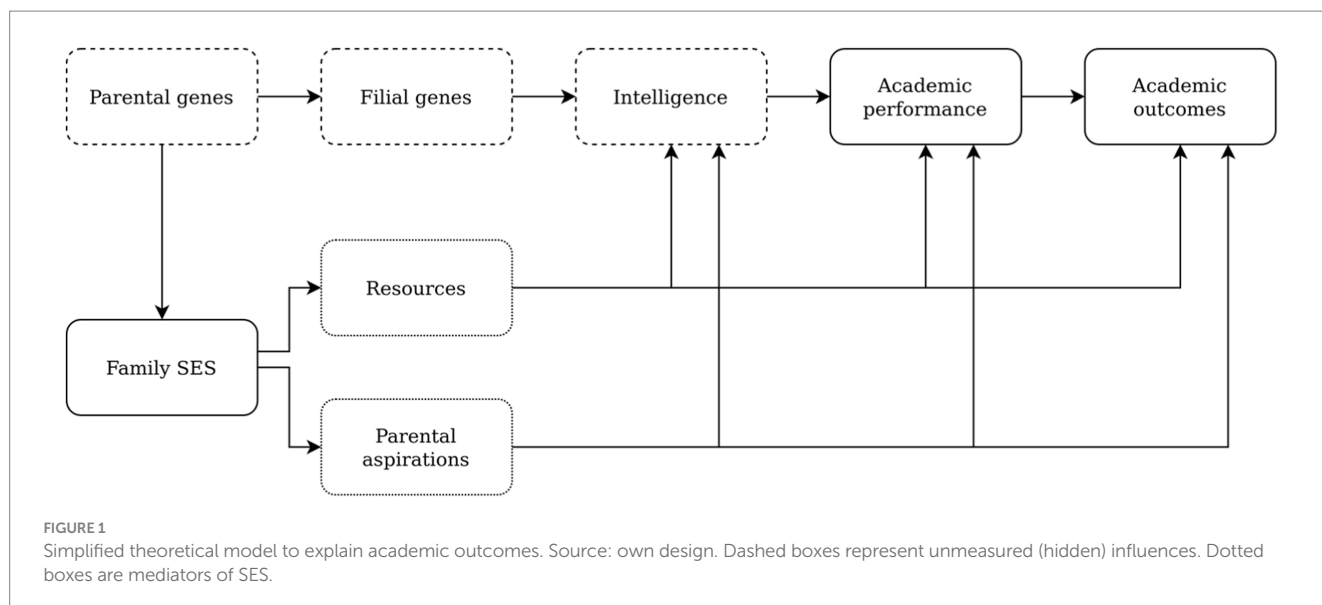 Parental genes
Filial genes
Intelligence
Academic
performance
Academic
outcomes
Resources
Family SES
Parental
aspirations
FIGURE 1
Simplified theoretical model to explain academic outcomes. Source: own design. Dashed boxes represent unmeasured (hidden) influences. Dotted
boxes are mediators of SES.